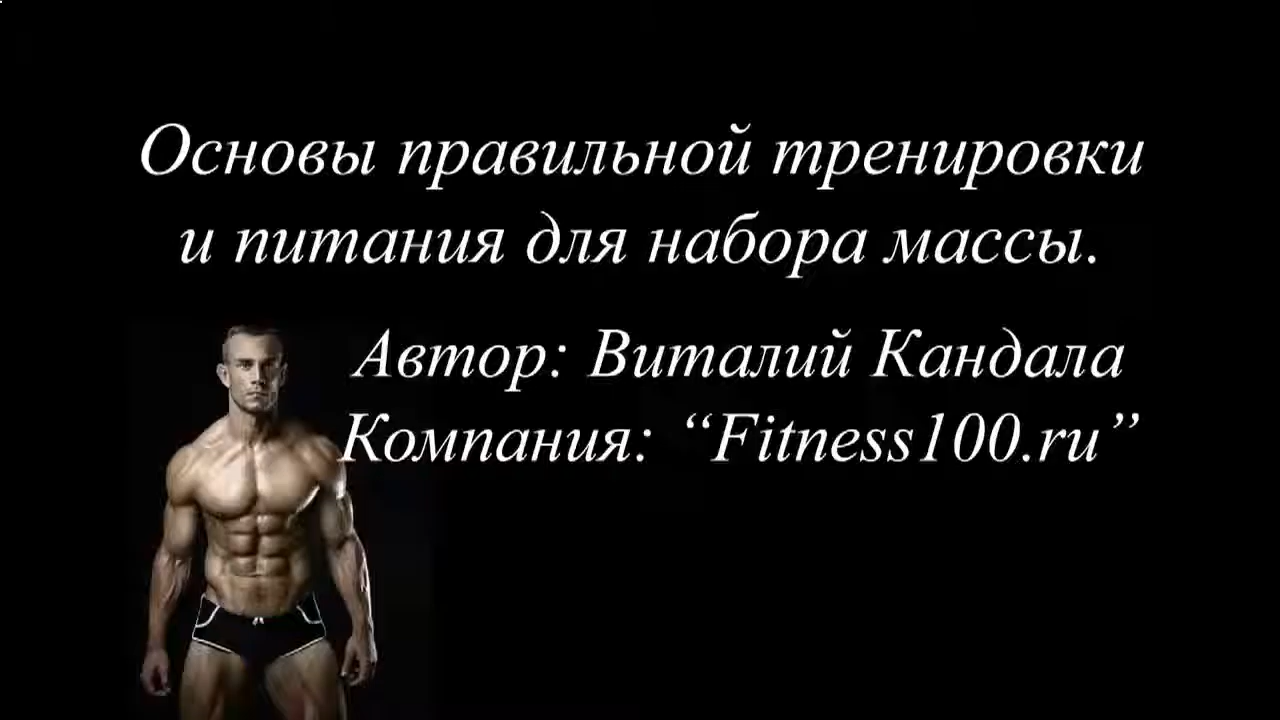 Основы правильной тренировки
и питания для набора массы.
Автор: Виталий Кандала
Компания: “Fitness100.ru”